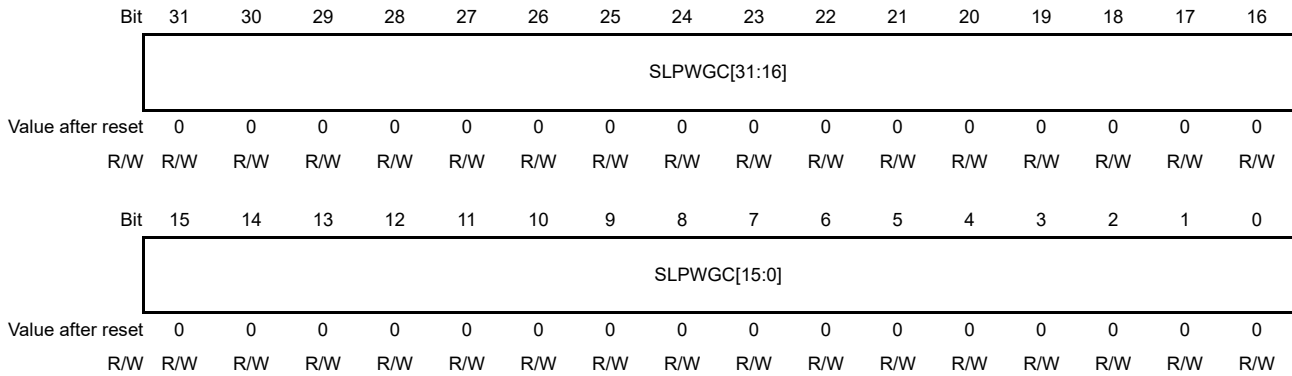 Bit 31 30 29 28 27 26 25 24 23 22 21 20 19 18 17 16
SLPWGC[31:16]
Value after reset 0 0 0 0 0 0 0 0 0 0 0 0 0 0 0 0
R/W R/W R/W R/W R/W R/W R/W R/W R/W R/W R/W R/W R/W R/W R/W R/W R/W
Bit 15 14 13 12 11 10 9 8 7 6 5 4 3 2 1 0
SLPWGC[15:0]
Value after reset 0 0 0 0 0 0 0 0 0 0 0 0 0 0 0 0
R/W R/W R/W R/W R/W R/W R/W R/W R/W R/W R/W R/W R/W R/W R/W R/W R/W